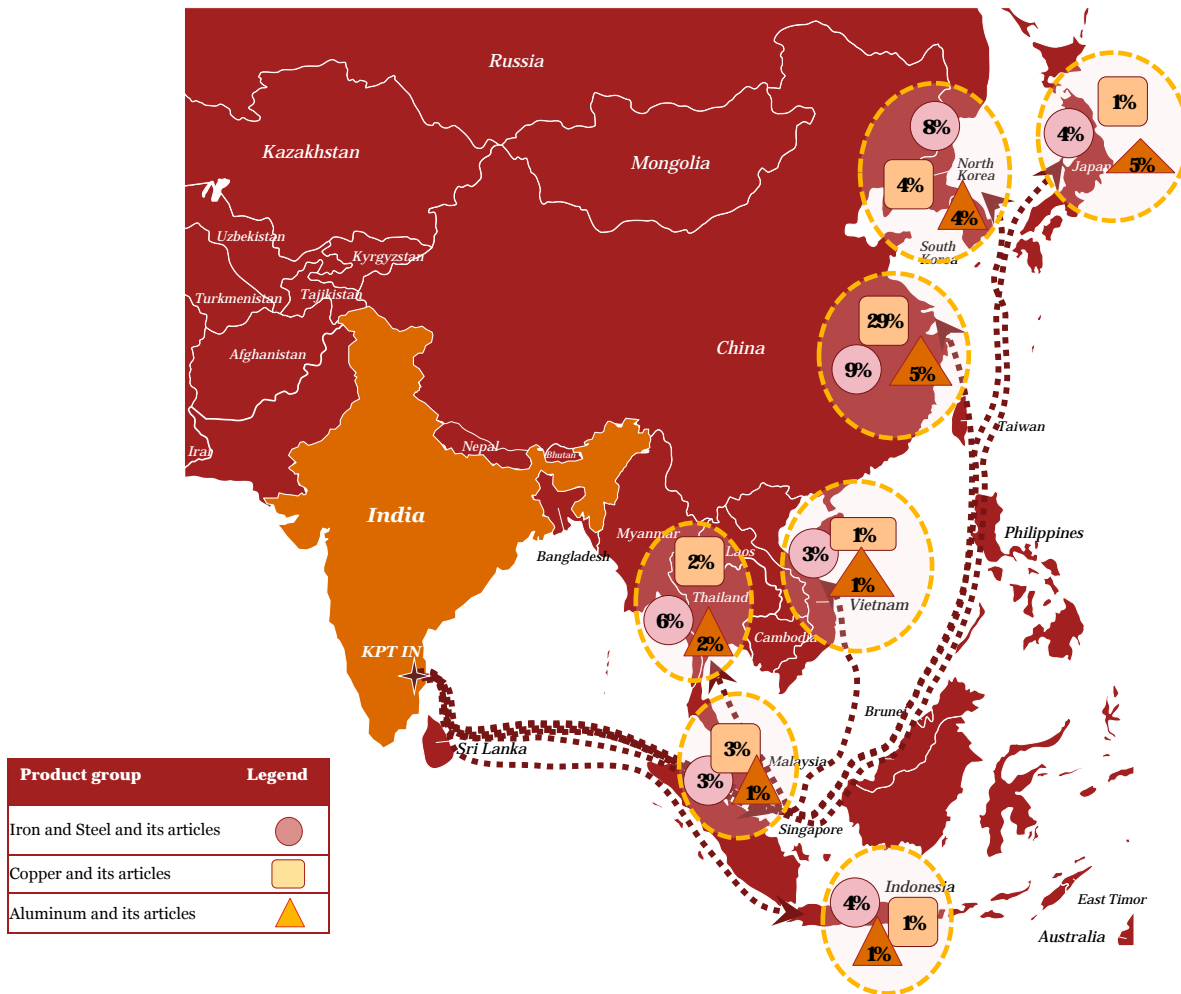 Russia
1%
8%
4%
Kazakhstan
Mongolia
North
Korea
Japan
5%
4%
4%
Uzbekistan
South
Korea
Kyrgyzstan
Turkmenistan
Tajikistan
29%
China
Afghanistan
9%
5%
Taiwan
Nepal
Iran
Bhutan
India
Myanmar
1%
Philippines
Bangladesh
Laos
3%
2%
1%
Thailand
Vietnam
6%
Cambodia
2%
KPT IN
Brunei
Sri Lanka
3%
Malaysia
3%
1%
Singapore
Product group Legend
Iron and Steel and its articles
Copper and its articles
Aluminum and its articles
Indonesia
4%
1%
1%
East Timor
Australia